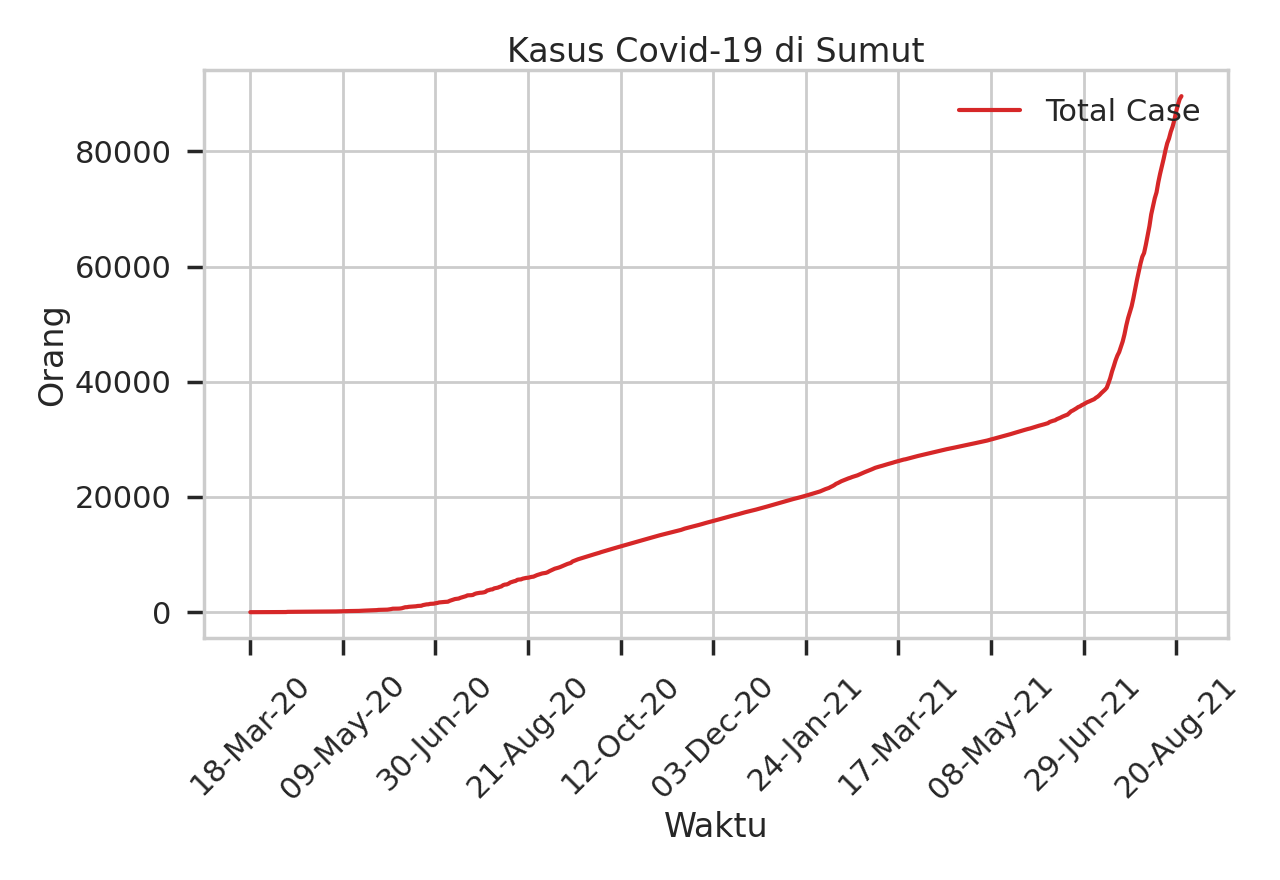 Kasus Covid-19 di Sumut
Total Case
Orang
80000
60000
40000
20000
0
18-Mar-20
09-May-20
30-Jun-20
21-Aug-20
12-Oct-20
03-Dec-20
24-Jan-21
17-Mar-21
08-May-21
29-Jun-21
20-Aug-21
Waktu